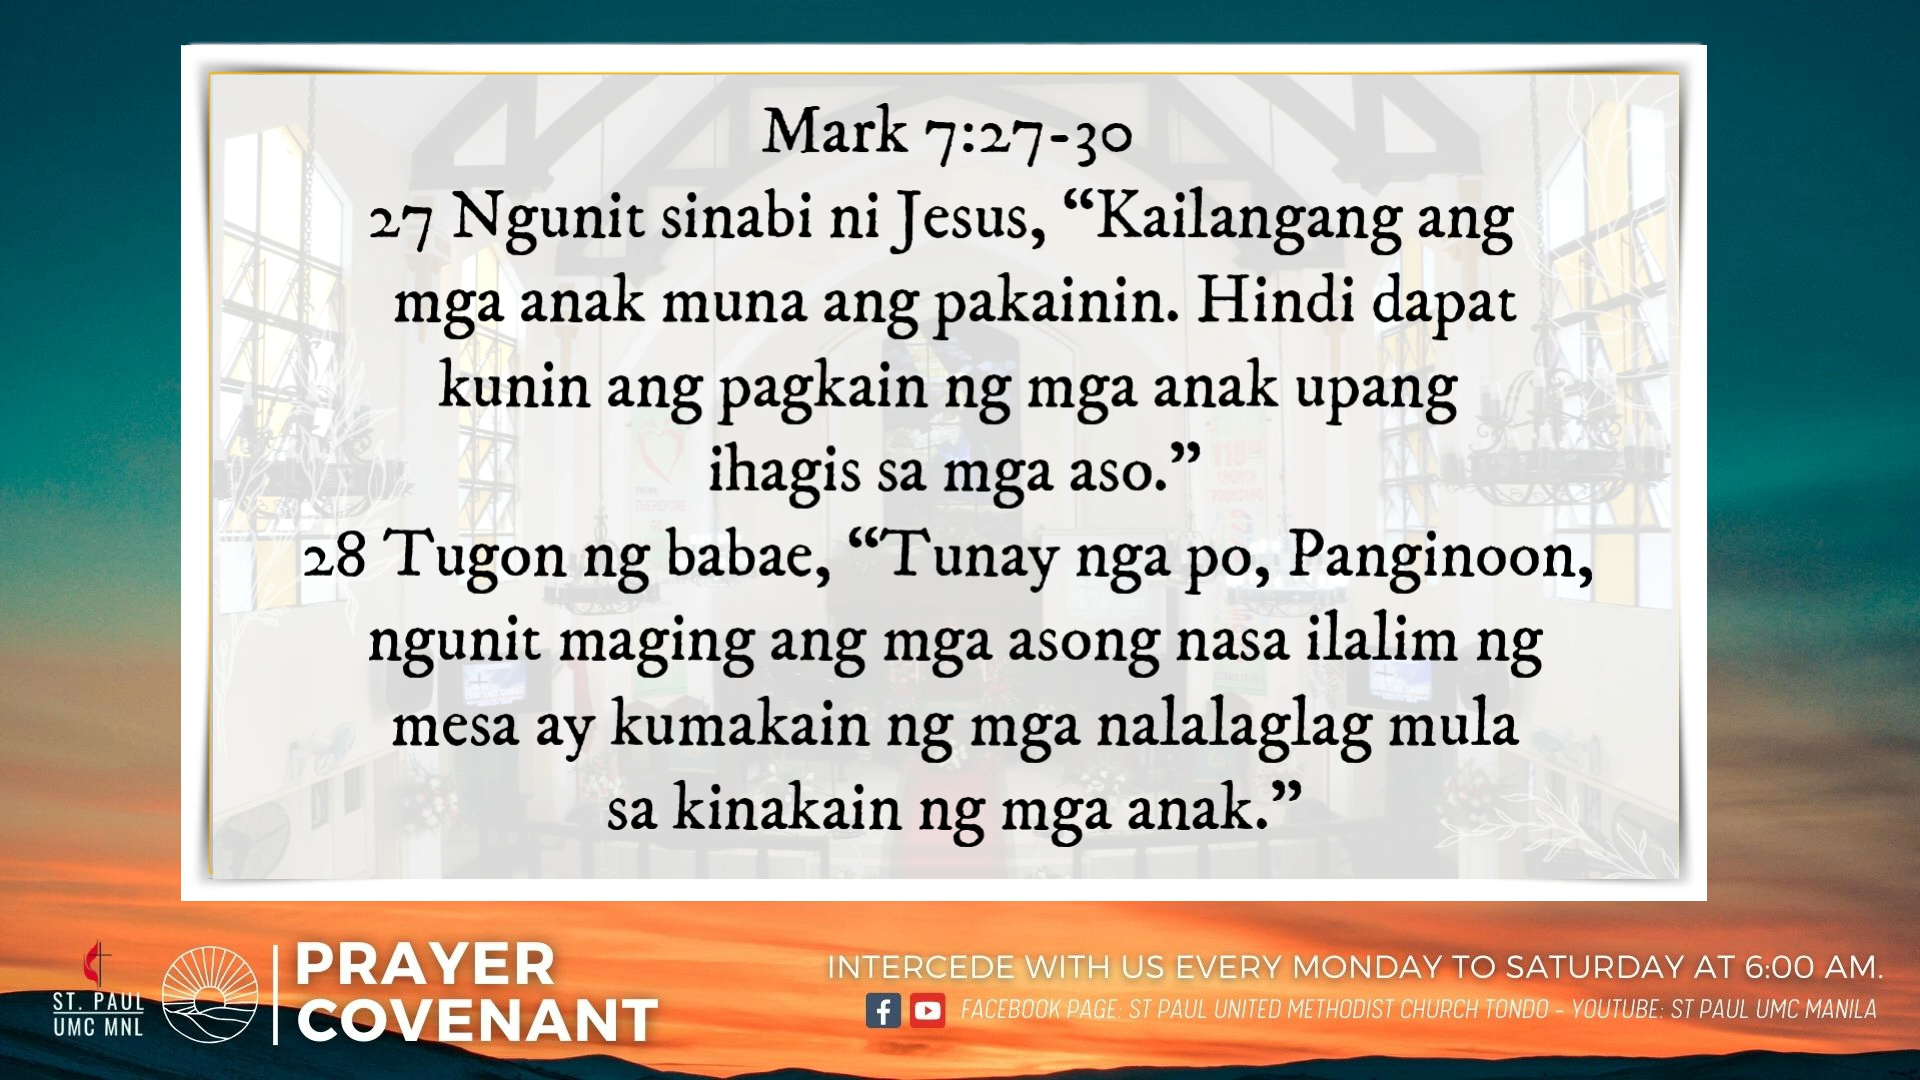 Mark 7:27-30
27 Ngunit sinabi ni Jesus, “Kailangang ang
mga anak muna ang pakainin. Hindi dapat
kunin ang pagkain ng mga anak upang
ihagis sa mga aso.”
28 Tugon ng babae, “Tunay nga po, Panginoon,
ngunit maging ang mga asong nasa ilalim ng
mesa ay kumakain ng mga nalalaglag mula
sa kinakain ng mga anak.”
119th
CHURCH
FOUNDING
THEREFORE
ST. PAUL
UMC MNL
PRAYER
COVENANT
INTERCEDE WITH US EVERY MONDAY TO SATURDAY AT 6:00 AM.
FACEBOOK PAGE: ST PAUL UNITED METHODIST CHURCH TONDO - YOUTUBE: ST PAUL UMC MANILA